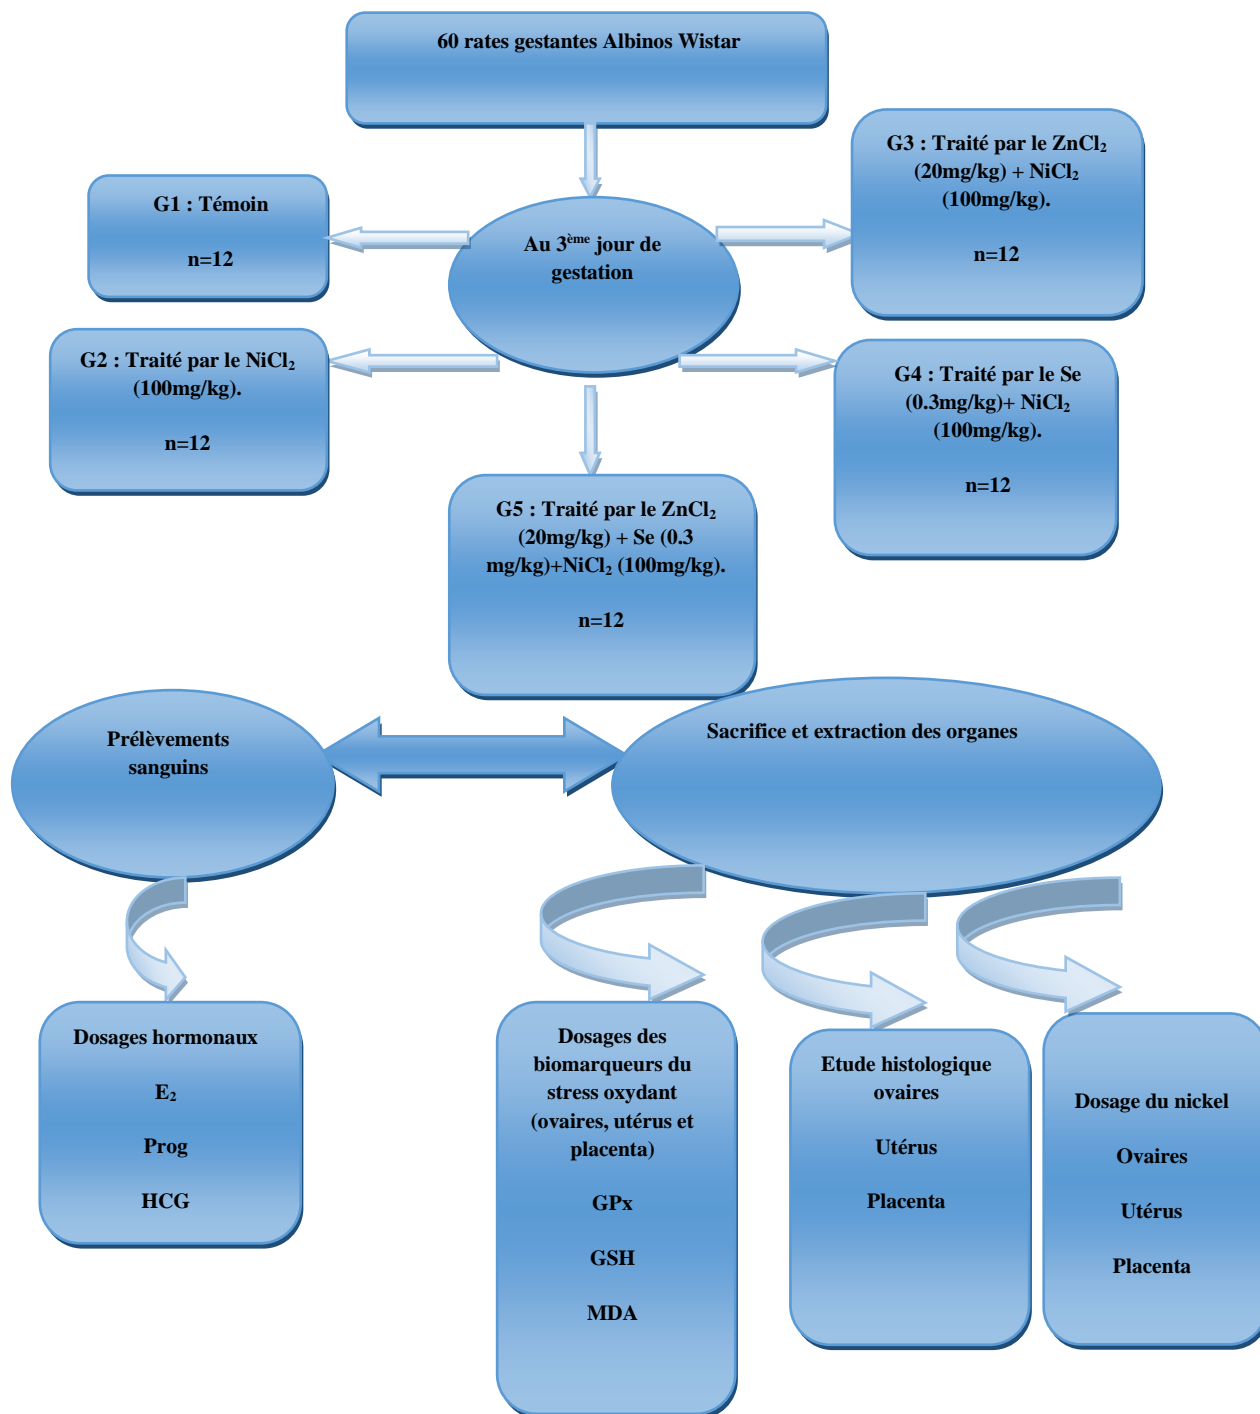 60 rates gestantes Albinos Wistar
G1 : Témoin
n=12
Au 3ème jour de
gestation
G3 : Traité par le ZnCl₂
(20mg/kg) + NiCl₂
(100mg/kg).
n=12
G2 : Traité par le NiCl₂
(100mg/kg).
n=12
G4 : Traité par le Se
(0.3mg/kg)+ NiCl₂
(100mg/kg).
n=12
G5 : Traité par le ZnCl₂
(20mg/kg) + Se (0.3
mg/kg)+NiCl₂ (100mg/kg).
n=12
Prélèvements
sanguins
Sacrifice et extraction des organes
Dosages hormonaux
E₂
Prog
HCG
Dosages des
biomarqueurs du
stress oxydant
(ovaires, utérus et
placenta)
GPx
GSH
MDA
Etude histologique
ovaires
Utérus
Placenta
Dosage du nickel
Ovaires
Utérus
Placenta